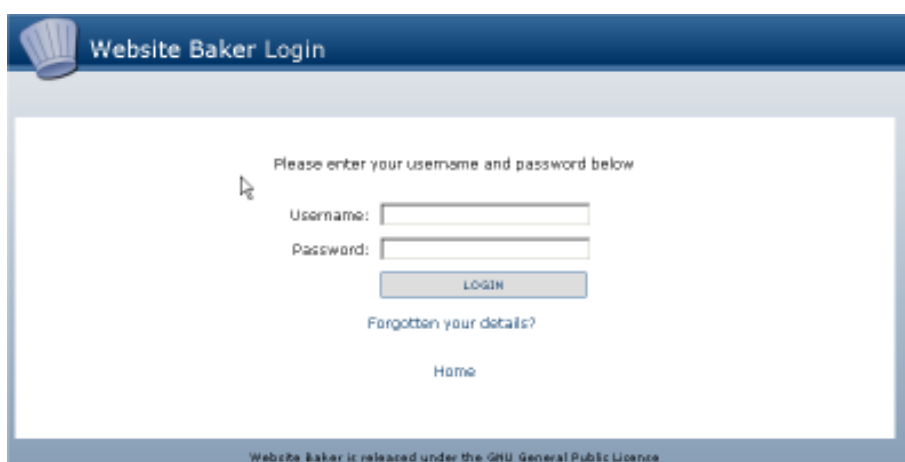 Website Baker Login
Please enter your username and password below
Username:
Password:
LOGIN
Forgotten your details?
Home
Website Baker is released under the GNU General Public License